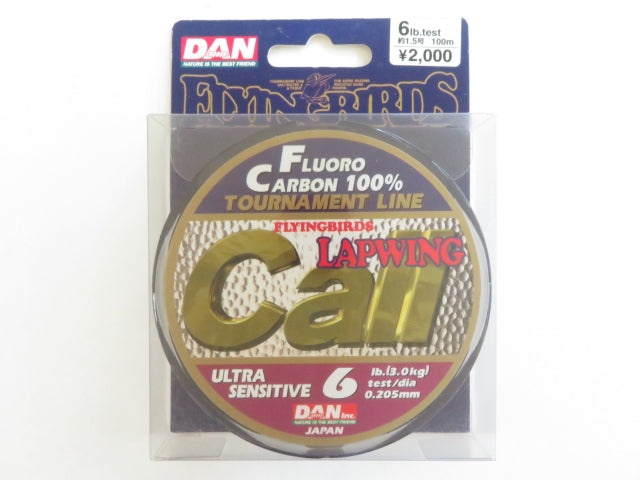 DAN
NATURE IS THE BEST FRIEND
6lb.test
約1.5号 100m
¥2,000
FLYINGBIRDS
FLUORO
CARBON 100%
TOURNAMENT LINE
FLYINGBIRDS
LAPWING
Call
ULTRA
SENSITIVE
6
lb.(3.0kg)
test/dia
0.205mm
DAN Inc.
NATURE IS THE BEST FRIEND
JAPAN